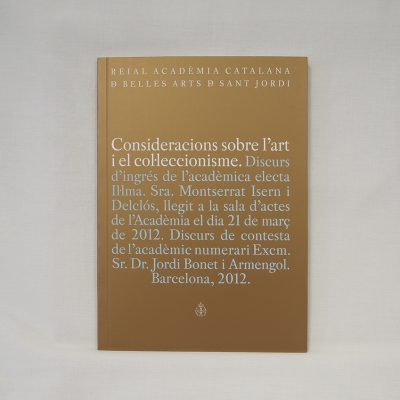 REIAL ACADÈMIA CATALANA
D BELLES ARTS D SANT JORDI
Consideracions sobre l'art
i el col·leccionisme. Discurs
d'ingrés de l'acadèmica electa
Il·lma. Sra. Montserrat Isern i
Delclós, llegit a la sala d'actes
de l'Acadèmia el dia 21 de març
de 2012. Discurs de contesta
de l'acadèmic numerari Excm.
Sr. Dr. Jordi Bonet i Armengol.
Barcelona, 2012.